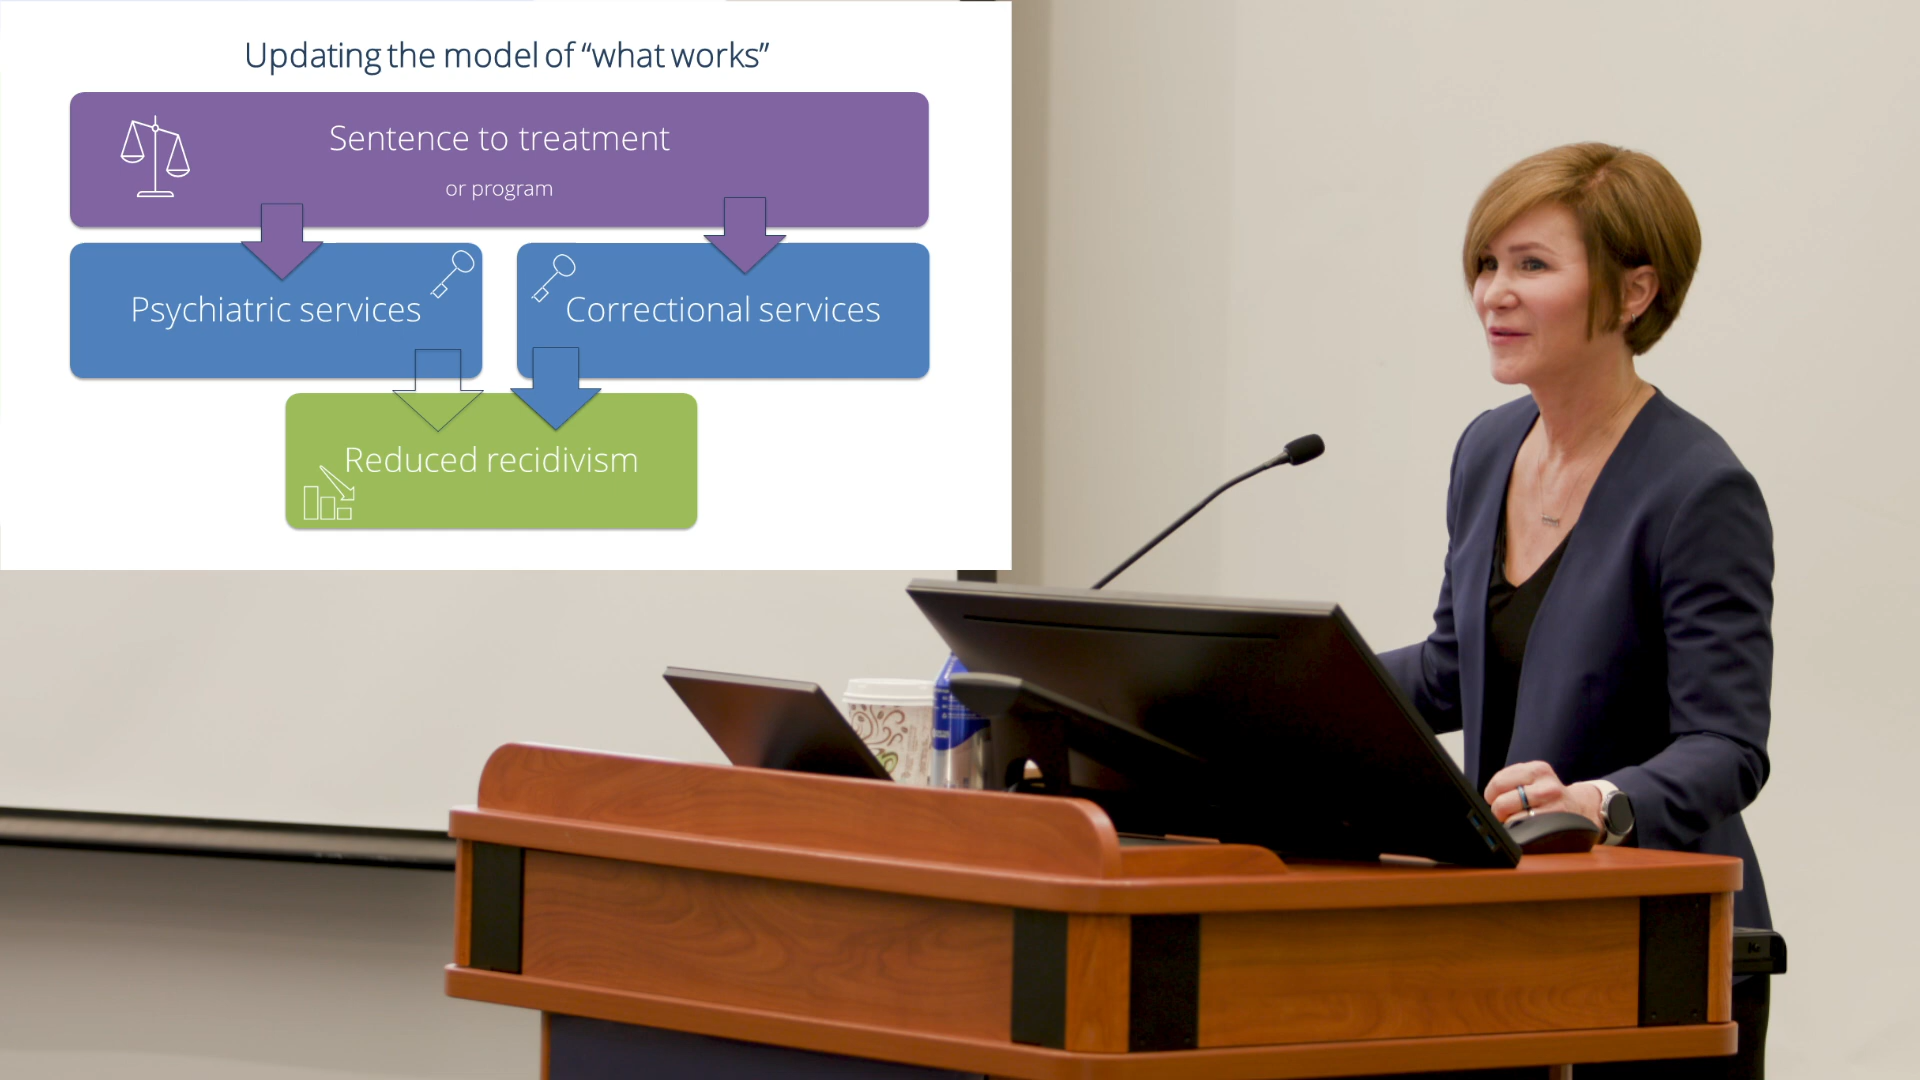 Updating the model of “what works”
Sentence to treatment
or program
Psychiatric services
Correctional services
Reduced recidivism